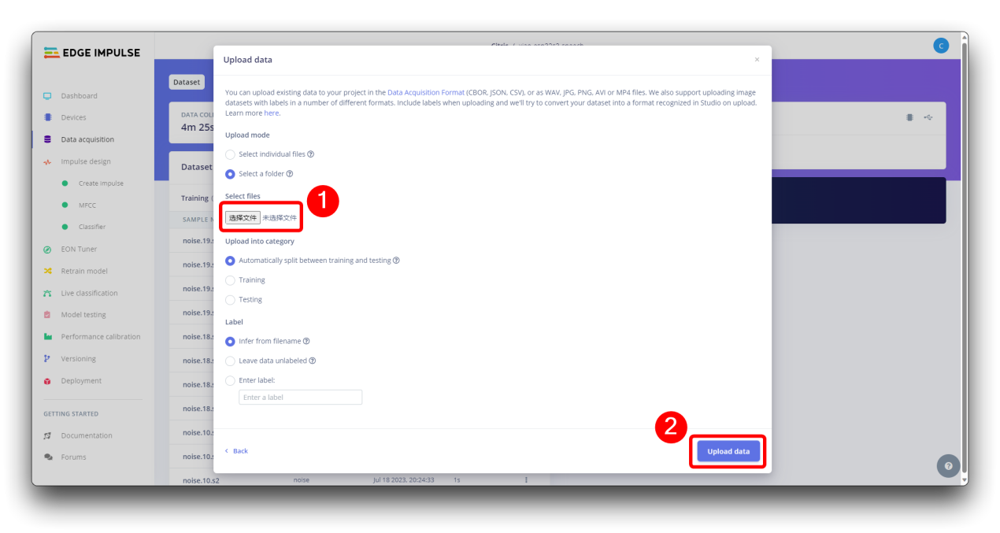 EDGE IMPULSE
C
Upload data
×
Dataset
You can upload existing data to your project in the Data Acquisition Format (CBOR, JSON, CSV), or as WAV, JPG, PNG, AVI or MP4 files. We also support uploading image
datasets with labels in a number of different formats. Include labels when uploading and we'll try to convert your dataset into a format recognized in Studio on upload.
Learn more here.
Dashboard
Devices
Data acquisition
Impulse design
Create impulse
MFCC
Classifier
EON Tuner
Retrain model
Live classification
Model testing
Performance calibration
Versioning
Deployment
GETTING STARTED
Documentation
Forums
4m 25s
Dataset
Training
SAMPLE
noise.19.
noise.19.
noise.19.
noise.19.
noise.18.
noise.18.
noise.18.
noise.18.
noise.10.
noise.10.
noise.10.s2 noise Jul 18 2023, 20:24:33 1s
Upload mode
Select individual files
Select a folder
Select files
1
选择文件 未选择文件
Upload into category
Automatically split between training and testing
Training
Testing
Label
Infer from filename
Leave data unlabeled
Enter label:
Enter a label
2
Back
Upload data